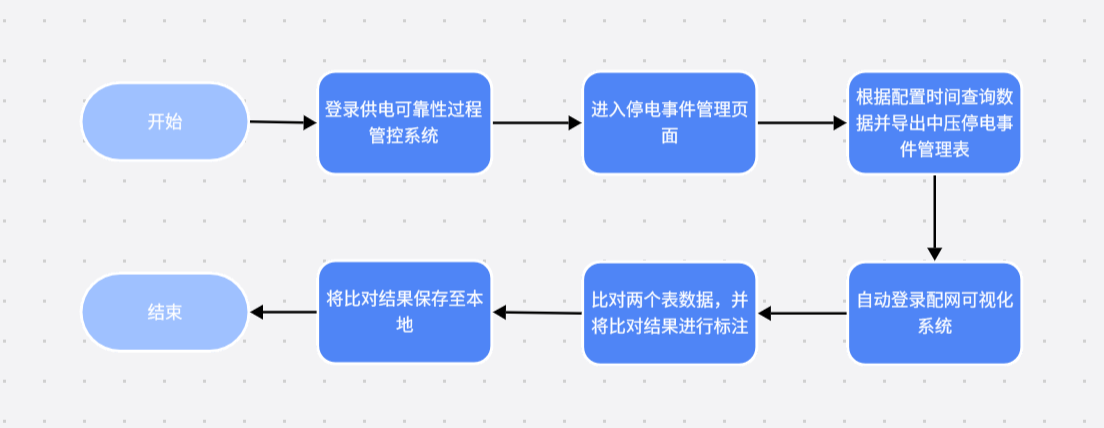 开始
登录供电可靠性过程
管控系统
进入停电事件管理页
面
根据配置时间查询数
据并导出中压停电事
件管理表
自动登录配网可视化
系统
比对两个表数据，并
将比对结果进行标注
将比对结果保存至本
地
结束